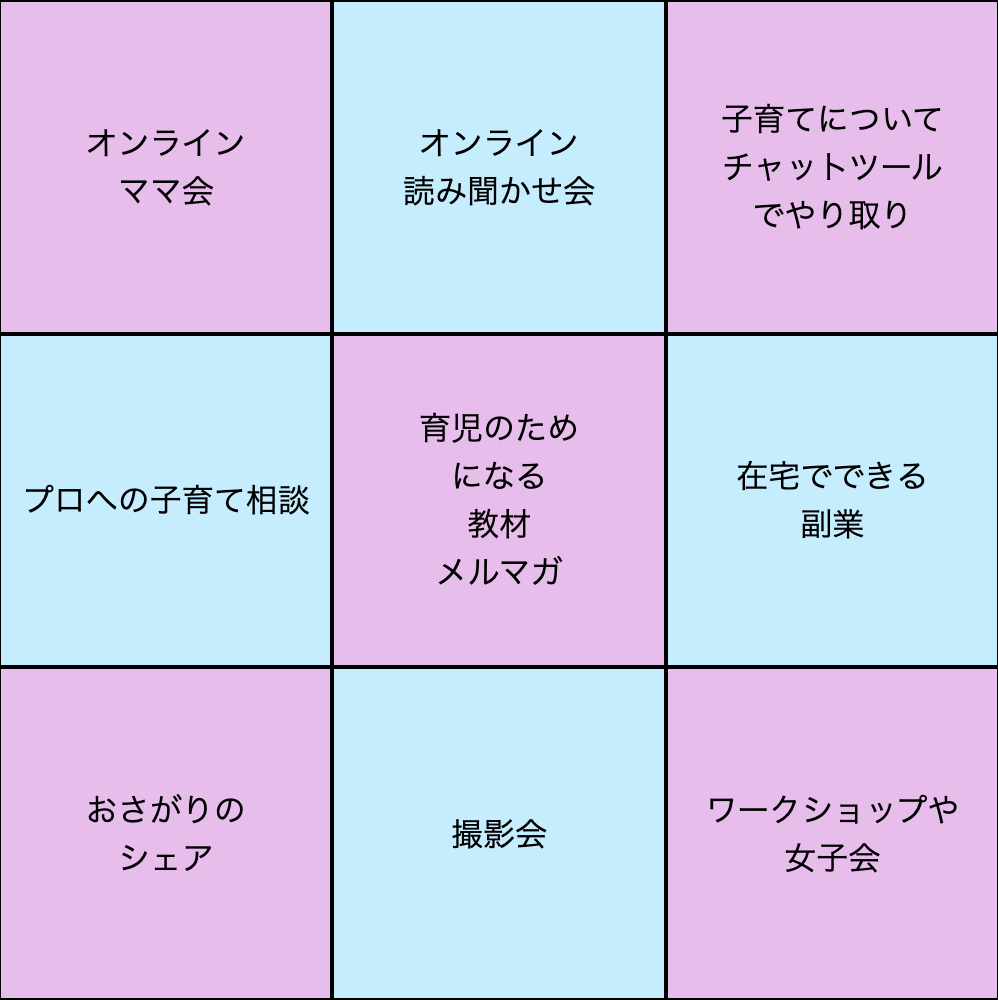 オンライン
ママ会
オンライン
読み聞かせ会
子育てについて
チャットツール
でやり取り
プロへの子育て相談
育児のため
になる
教材
メルマガ
在宅でできる
副業
おさがりの
シェア
撮影会
ワークショップや
女子会